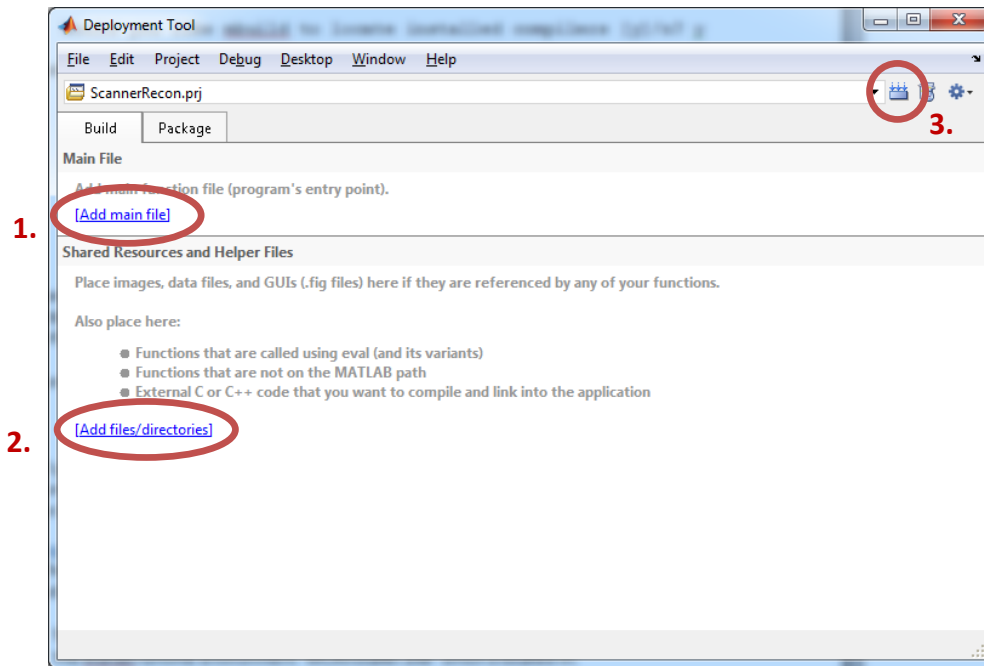 Deployment Tool
File Edit Project Debug Desktop Window Help
ScannerRecon.prj
3.
Build Package
Main File
Add main function file (program's entry point).
1.
[Add main file]
Shared Resources and Helper Files
Place images, data files, and GUIs (.fig files) here if they are referenced by any of your functions.
Also place here:
Functions that are called using eval (and its variants)
Functions that are not on the MATLAB path
External C or C++ code that you want to compile and link into the application
2.
[Add files/directories]